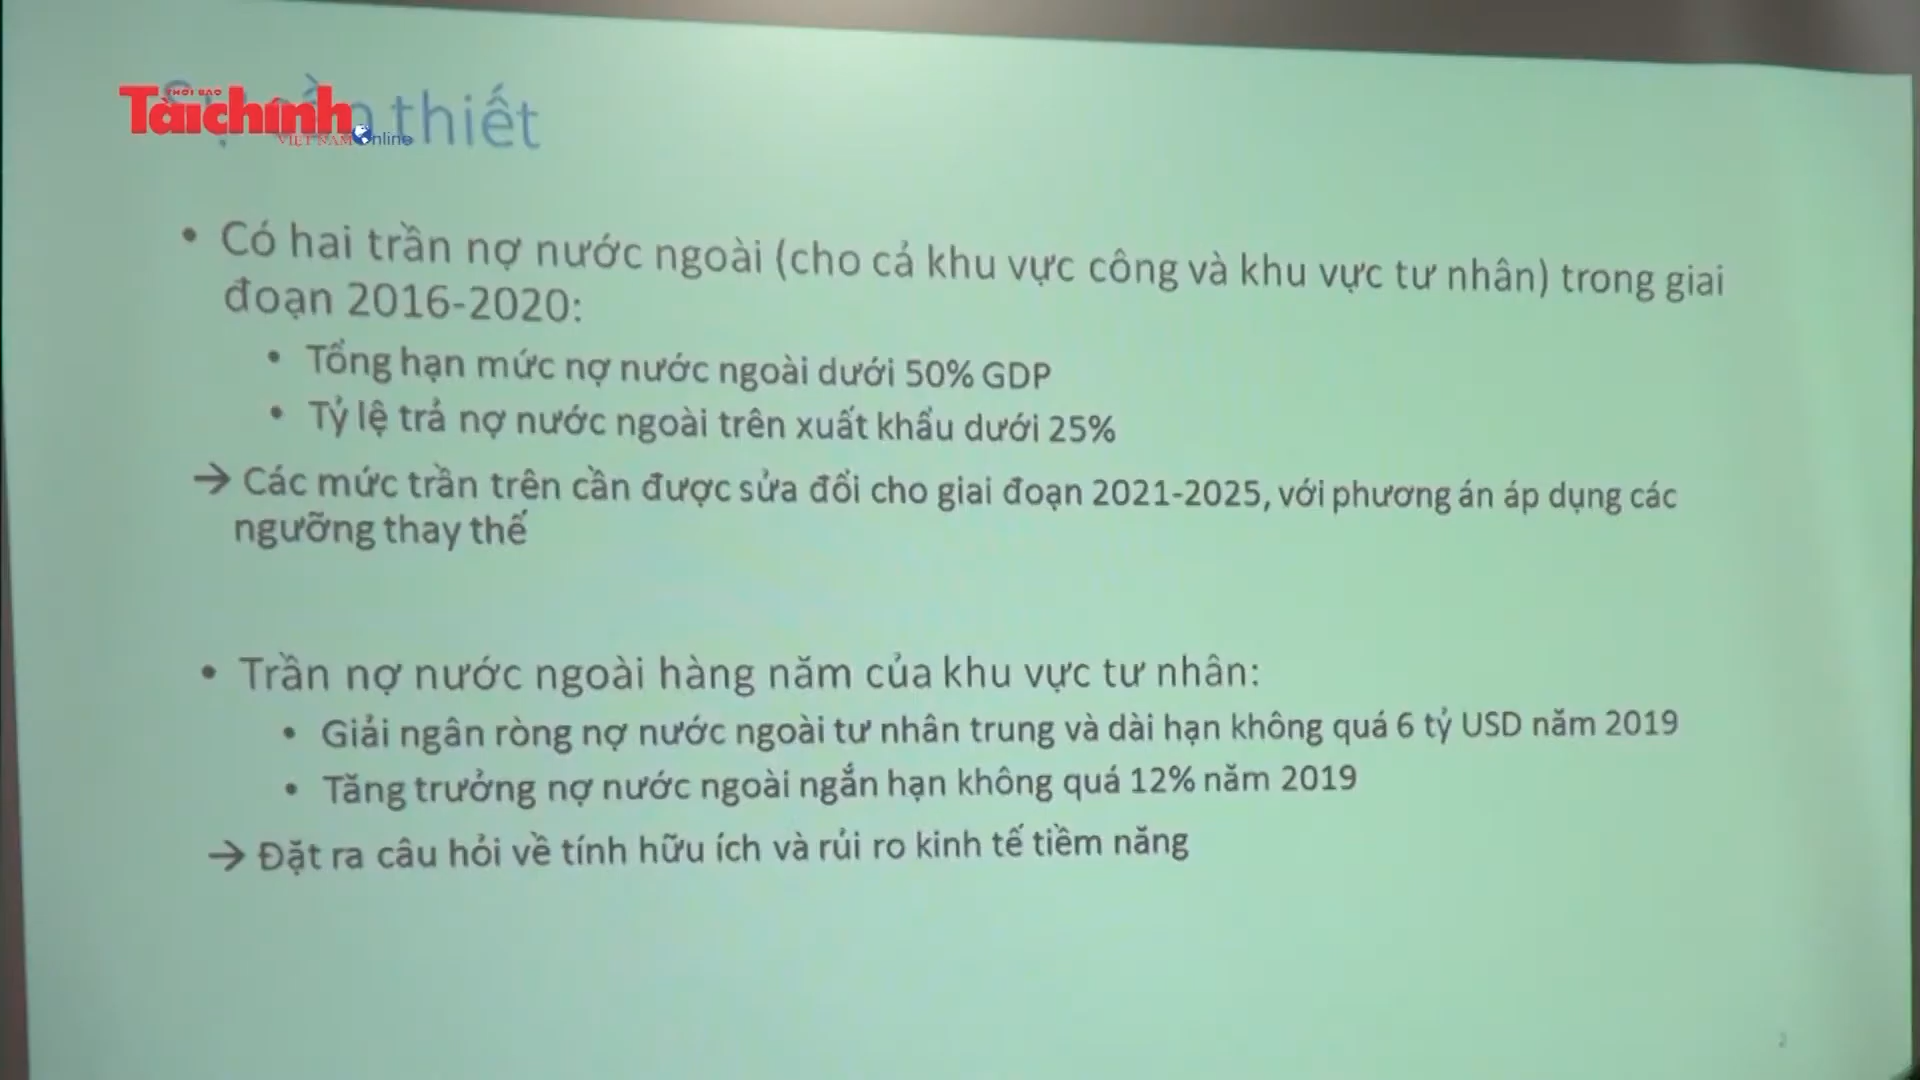 THỜI BÁO
Tàichính
VIỆT NAM Online
thiết
• Có hai trần nợ nước ngoài (cho cả khu vực công và khu vực tư nhân) trong giai
đoạn 2016-2020:
• Tổng hạn mức nợ nước ngoài dưới 50% GDP
• Tỷ lệ trả nợ nước ngoài trên xuất khẩu dưới 25%
→ Các mức trần trên cần được sửa đổi cho giai đoạn 2021-2025, với phương án áp dụng các
ngưỡng thay thế
• Trần nợ nước ngoài hàng năm của khu vực tư nhân:
• Giải ngân ròng nợ nước ngoài tư nhân trung và dài hạn không quá 6 tỷ USD năm 2019
• Tăng trưởng nợ nước ngoài ngắn hạn không quá 12% năm 2019
→ Đặt ra câu hỏi về tính hữu ích và rủi ro kinh tế tiềm năng
2